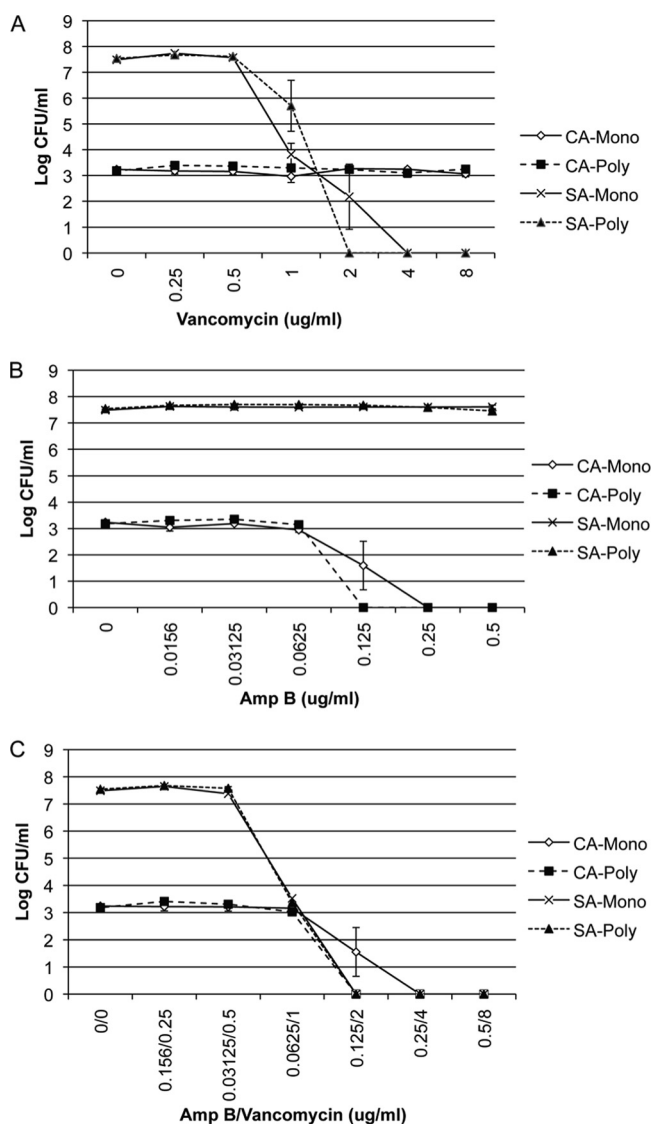 A
9
8
7
6
5
4
3
2
1
0
Log CFU/ml
0
0.25
0.5
1
2
4
8
Vancomycin (ug/ml)
CA-Mono
CA-Poly
SA-Mono
SA-Poly
B
9
8
7
6
5
4
3
2
1
0
Log CFU/ml
0
0.0156
0.03125
0.0625
0.125
0.25
0.5
Amp B (ug/ml)
CA-Mono
CA-Poly
SA-Mono
SA-Poly
C
9
8
7
6
5
4
3
2
1
0
Log CFU/ml
0/0
0.156/0.25
0.03125/0.5
0.0625/1
0.125/2
0.25/4
0.5/8
Amp B/Vancomycin (ug/ml)
CA-Mono
CA-Poly
SA-Mono
SA-Poly